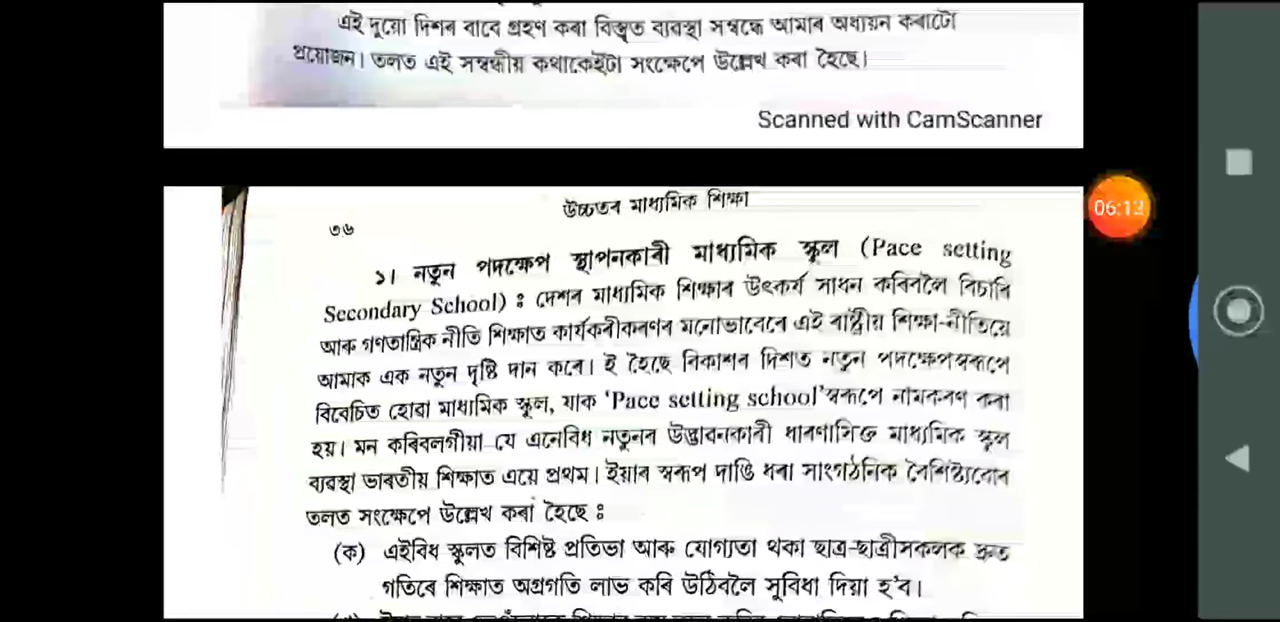 এই দুয়ো দিশৰ বাবে গ্ৰহণ কৰা বিস্তৃত ব্যবস্থা সম্বন্ধে আমাৰ অধ্যয়ন কৰাটো
প্ৰয়োজন। তলত এই সম্বন্ধীয় কথাকেইটা সংক্ষেপে উল্লেখ কৰা হৈছে।
Scanned with CamScanner
উচ্চতৰ মাধ্যমিক শিক্ষা
৩৬
06:12
১। নতুন পদক্ষেপ স্থাপনকাৰী মাধ্যমিক স্কুল (Pace setting
Secondary School) : দেশৰ মাধ্যমিক শিক্ষাৰ উৎকৰ্ষ সাধন কৰিবলৈ বিচাৰি
আৰু গণতান্ত্ৰিক নীতি শিক্ষাত কাৰ্যকৰীকৰণৰ মনোভাবেৰে এই ৰাষ্ট্ৰীয় শিক্ষা-নীতিয়ে
আমাক এক নতুন দৃষ্টি দান কৰে। ই হৈছে বিকাশৰ দিশত নতুন পদক্ষেপস্বৰূপে
বিবেচিত হোৱা মাধ্যমিক স্কুল, যাক ‘Pace setting school’স্বৰূপে নামকৰণ কৰা
হয়। মন কৰিবলগীয়া যে এনেবিধ নতুনৰ উদ্ভাবনকাৰী ধাৰণাসিক্ত মাধ্যমিক স্কুল
ব্যবস্থা ভাৰতীয় শিক্ষাত এয়ে প্ৰথম। ইয়াৰ স্বৰূপ দাঙি ধৰা সাংগঠনিক বৈশিষ্ট্যবোৰ
তলত সংক্ষেপে উল্লেখ কৰা হৈছে :
(ক) এইবিধ স্কুলত বিশিষ্ট প্ৰতিভা আৰু যোগ্যতা থকা ছাত্ৰ-ছাত্ৰীসকলক দ্ৰুত
গতিৰে শিক্ষাত অগ্ৰগতি লাভ কৰি উঠিবলৈ সুবিধা দিয়া হ'ব।